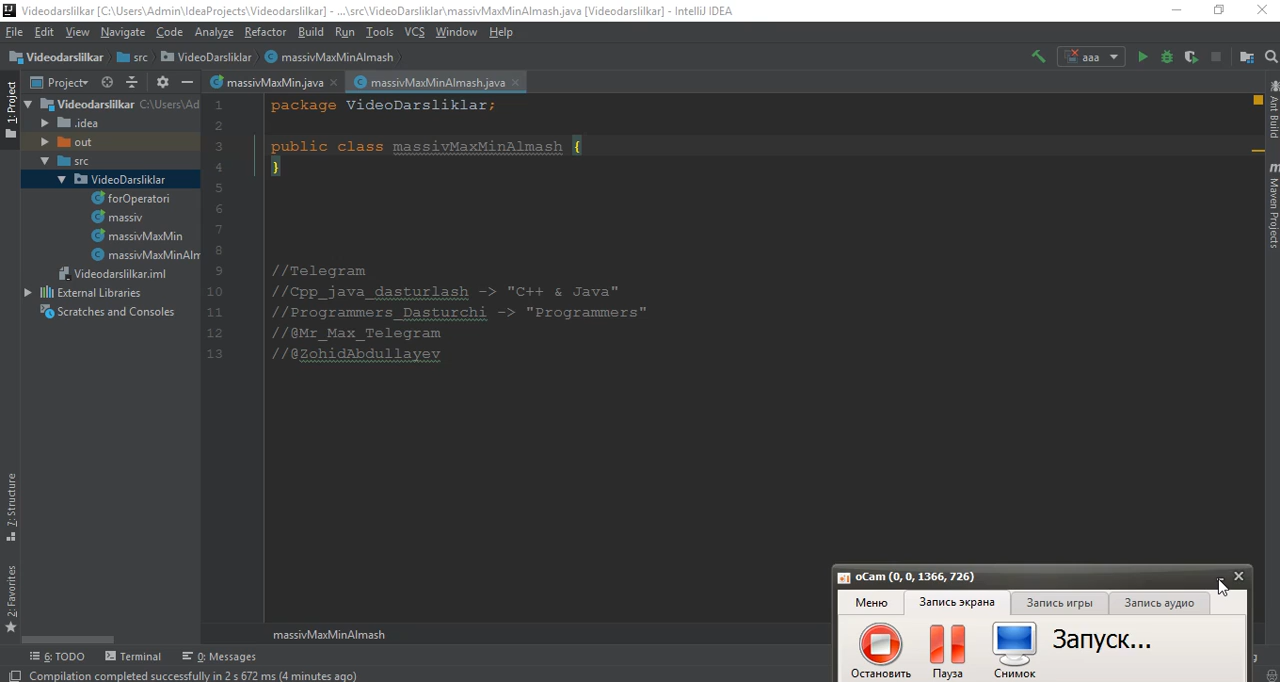 Videodarslilkar [C:\Users\Admin\IdeaProjects\Videodarslilkar] - ...\src\VideoDarsliklar\massivMaxMinAlmash.java [Videodarslilkar] - IntelliJ IDEA
File Edit View Navigate Code Analyze Refactor Build Run Tools VCS Window Help
Videodarslilkar src VideoDarsliklar massivMaxMinAlmash aaa
1: Project
Project massivMaxMin.java massivMaxMinAlmash.java
Videodarslilkar C:\Users\Ad
.idea
out
src
VideoDarsliklar
forOperatori
massiv
massivMaxMin
massivMaxMinAlm
Videodarslilkar.iml
External Libraries
Scratches and Consoles
1 package VideoDarsliklar;
2
3 public class massivMaxMinAlmash {
4 }
5
6
7
8
9 //Telegram
10 //Cpp_java_dasturlash -> "C++ & Java"
11 //Programmers_Dasturchi -> "Programmers"
12 //@Mr_Max_Telegram
13 //@ZohidAbdullayev
Ant Build
Maven Projects
7: Structure
2: Favorites
massivMaxMinAlmash
6: TODO Terminal 0: Messages
Compilation completed successfully in 2 s 672 ms (4 minutes ago)
oCam (0, 0, 1366, 726)
Меню Запись экрана Запись игры Запись аудио
Запуск...
Остановить Пауза Снимок